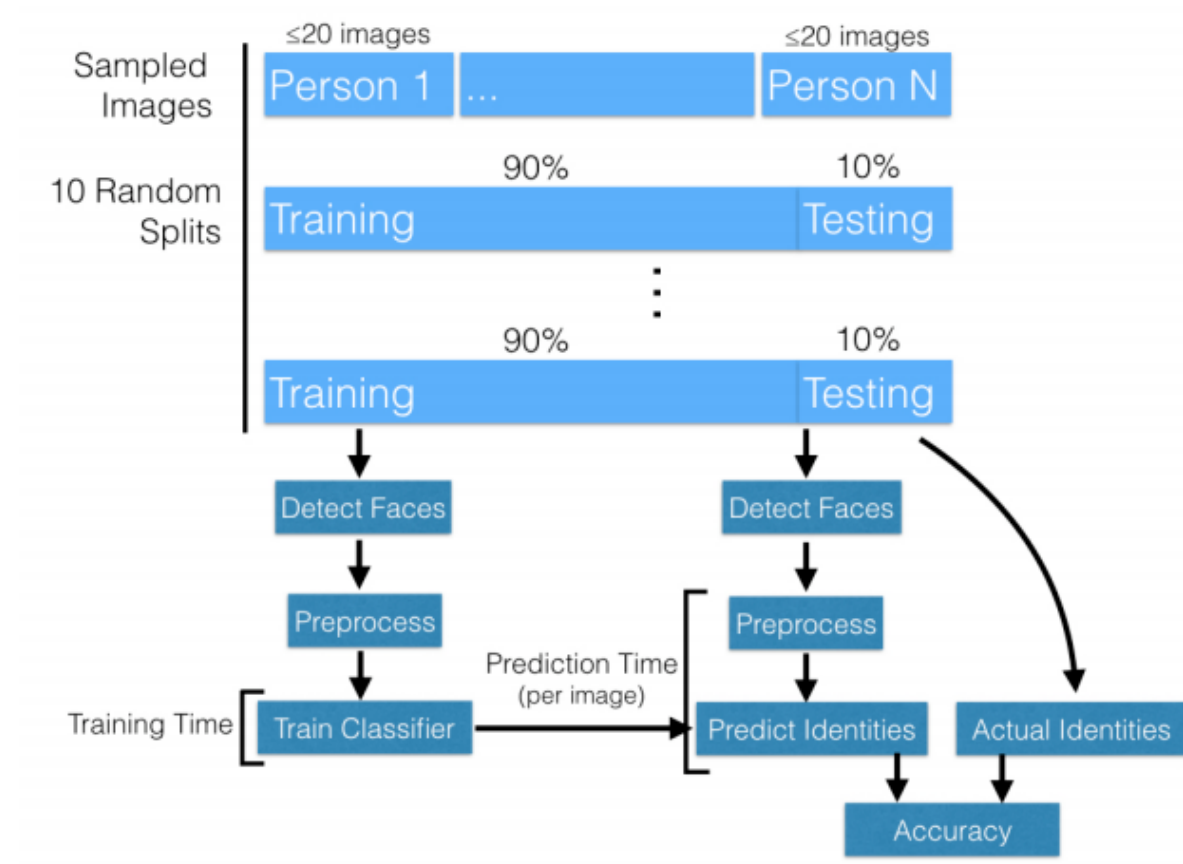 ≤20 images
≤20 images
Sampled
Images
Person 1
...
Person N
90%
10%
10 Random
Splits
Training
Testing
90%
10%
Training
Testing
Detect Faces
Detect Faces
Preprocess
Preprocess
Prediction Time
(per image)
Training Time
Train Classifier
Predict Identities
Actual Identities
Accuracy